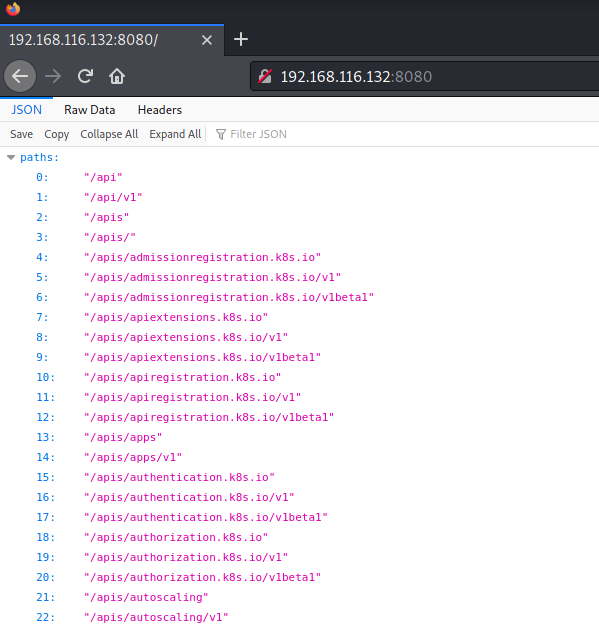 192.168.116.132:8080/
192.168.116.132:8080
JSON Raw Data Headers
Save Copy Collapse All Expand All Filter JSON
paths:
0: "/api"
1: "/api/v1"
2: "/apis"
3: "/apis/"
4: "/apis/admissionregistration.k8s.io"
5: "/apis/admissionregistration.k8s.io/v1"
6: "/apis/admissionregistration.k8s.io/v1beta1"
7: "/apis/apiextensions.k8s.io"
8: "/apis/apiextensions.k8s.io/v1"
9: "/apis/apiextensions.k8s.io/v1beta1"
10: "/apis/apiregistration.k8s.io"
11: "/apis/apiregistration.k8s.io/v1"
12: "/apis/apiregistration.k8s.io/v1beta1"
13: "/apis/apps"
14: "/apis/apps/v1"
15: "/apis/authentication.k8s.io"
16: "/apis/authentication.k8s.io/v1"
17: "/apis/authentication.k8s.io/v1beta1"
18: "/apis/authorization.k8s.io"
19: "/apis/authorization.k8s.io/v1"
20: "/apis/authorization.k8s.io/v1beta1"
21: "/apis/autoscaling"
22: "/apis/autoscaling/v1"